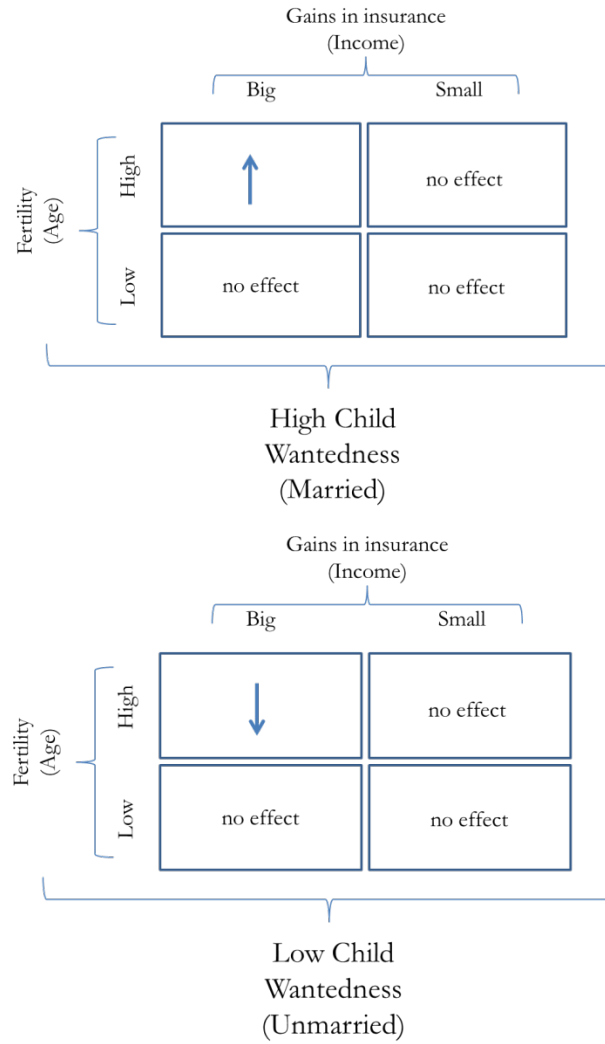 Gains in insurance
(Income)
Big
Small
Fertility
(Age)
High
no effect
Low
no effect
no effect
High Child
Wantedness
(Married)
Gains in insurance
(Income)
Big
Small
Fertility
(Age)
High
no effect
Low
no effect
no effect
Low Child
Wantedness
(Unmarried)